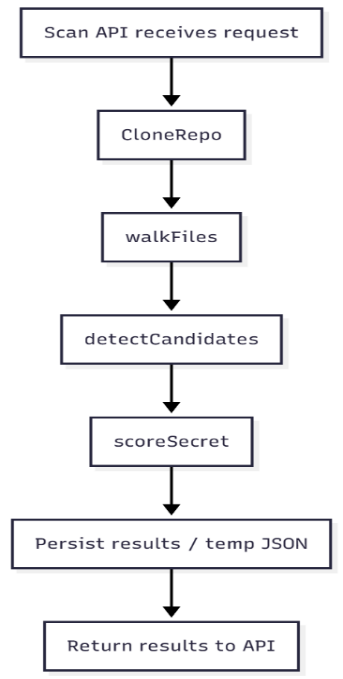 Scan API receives request
CloneRepo
walkFiles
detectCandidates
scoreSecret
Persist results / temp JSON
Return results to API